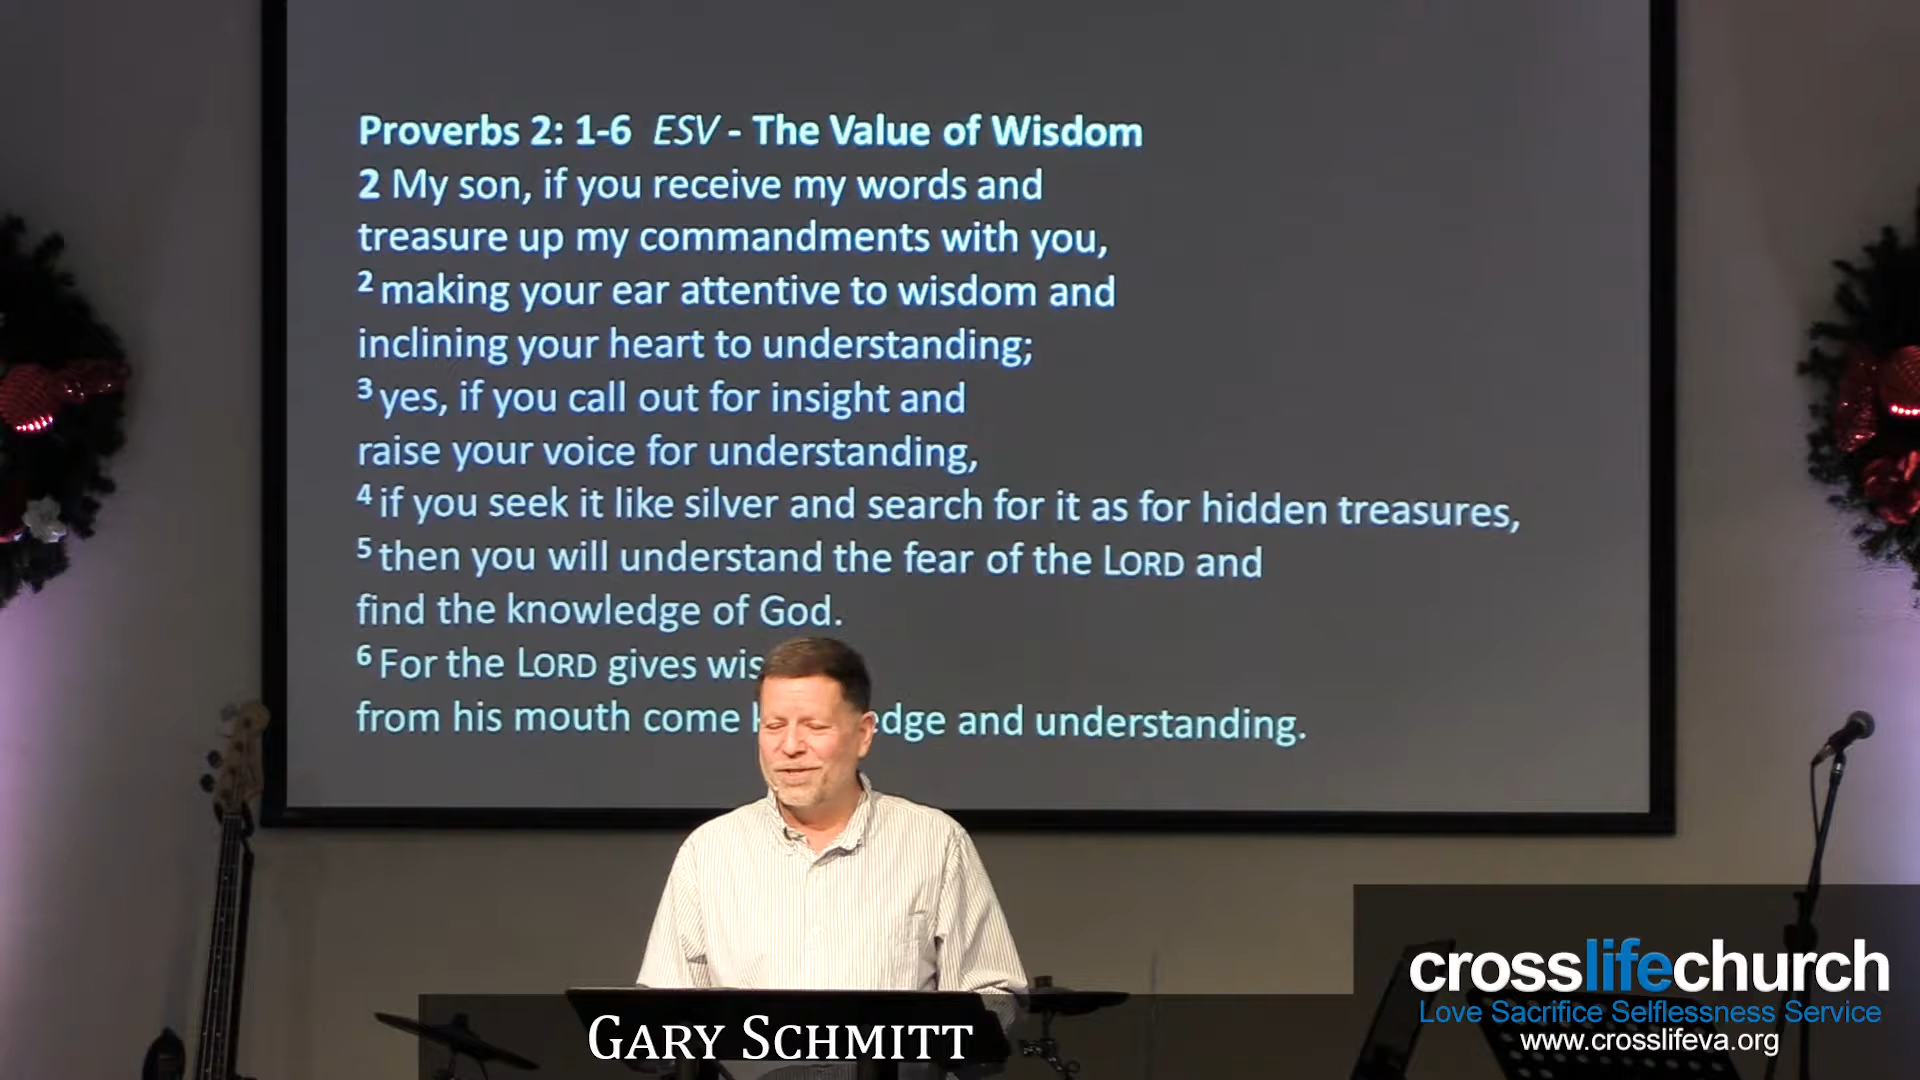 Proverbs 2: 1-6 ESV - The Value of Wisdom
2 My son, if you receive my words and
treasure up my commandments with you,
2 making your ear attentive to wisdom and
inclining your heart to understanding;
3 yes, if you call out for insight and
raise your voice for understanding,
4 if you seek it like silver and search for it as for hidden treasures,
5 then you will understand the fear of the LORD and
find the knowledge of God.
6 For the LORD gives
from his mouth come and understanding.
GARY SCHMITT
crosslifechurch
Love Sacrifice Selflessness Service
www.crosslifeva.org